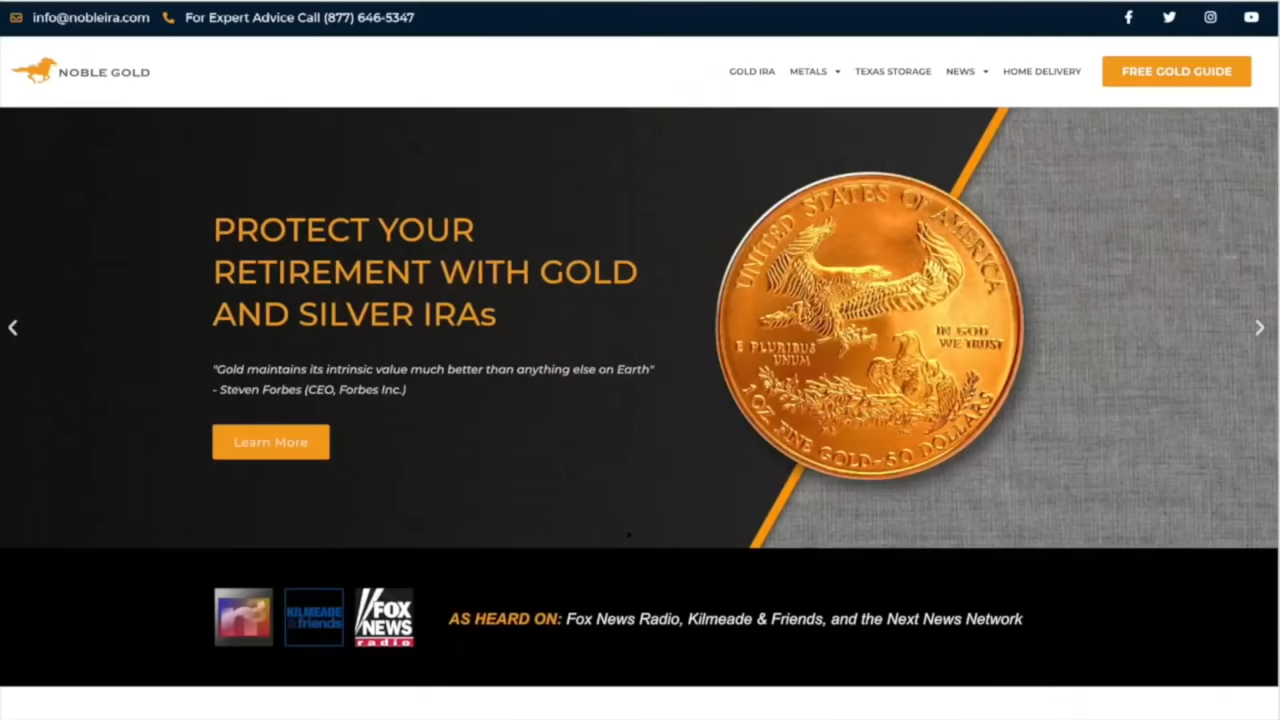 info@nobleira.com For Expert Advice Call (877) 646-5347
NOBLE GOLD
GOLD IRA METALS TEXAS STORAGE NEWS HOME DELIVERY FREE GOLD GUIDE
PROTECT YOUR
RETIREMENT WITH GOLD
AND SILVER IRAs
"Gold maintains its intrinsic value much better than anything else on Earth"
- Steven Forbes (CEO, Forbes Inc.)
Learn More
UNITED STATES OF AMERICA
IN GOD
WE TRUST
E PLURIBUS
UNUM
1 OZ. FINE GOLD-50 DOLLARS
KILMEADE
&friends
FOX
NEWS
radio
AS HEARD ON: Fox News Radio, Kilmeade & Friends, and the Next News Network